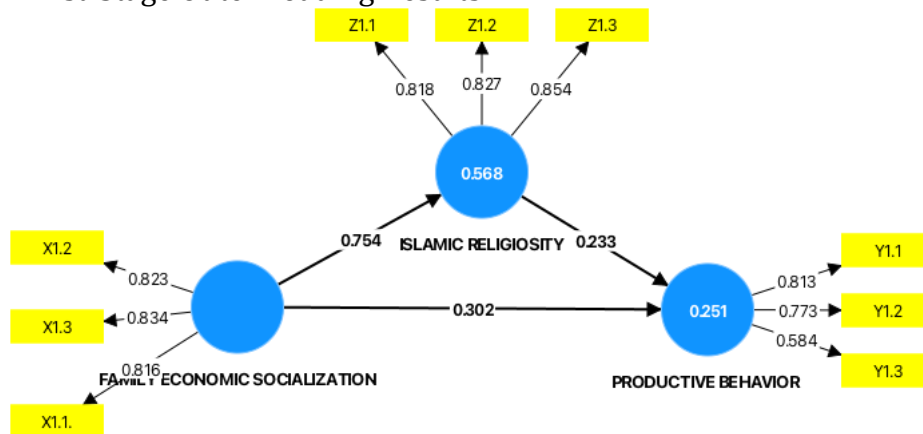 Z1.1
Z1.2
Z1.3
0.818
0.827
0.854
0.568
0.754
ISLAMIC RELIGIOSITY
0.233
X1.2
0.823
X1.3
0.834
X1.1.
0.816
FAMILY ECONOMIC SOCIALIZATION
0.302
0.251
PRODUCTIVE BEHAVIOR
0.813
Y1.1
0.773
Y1.2
0.584
Y1.3